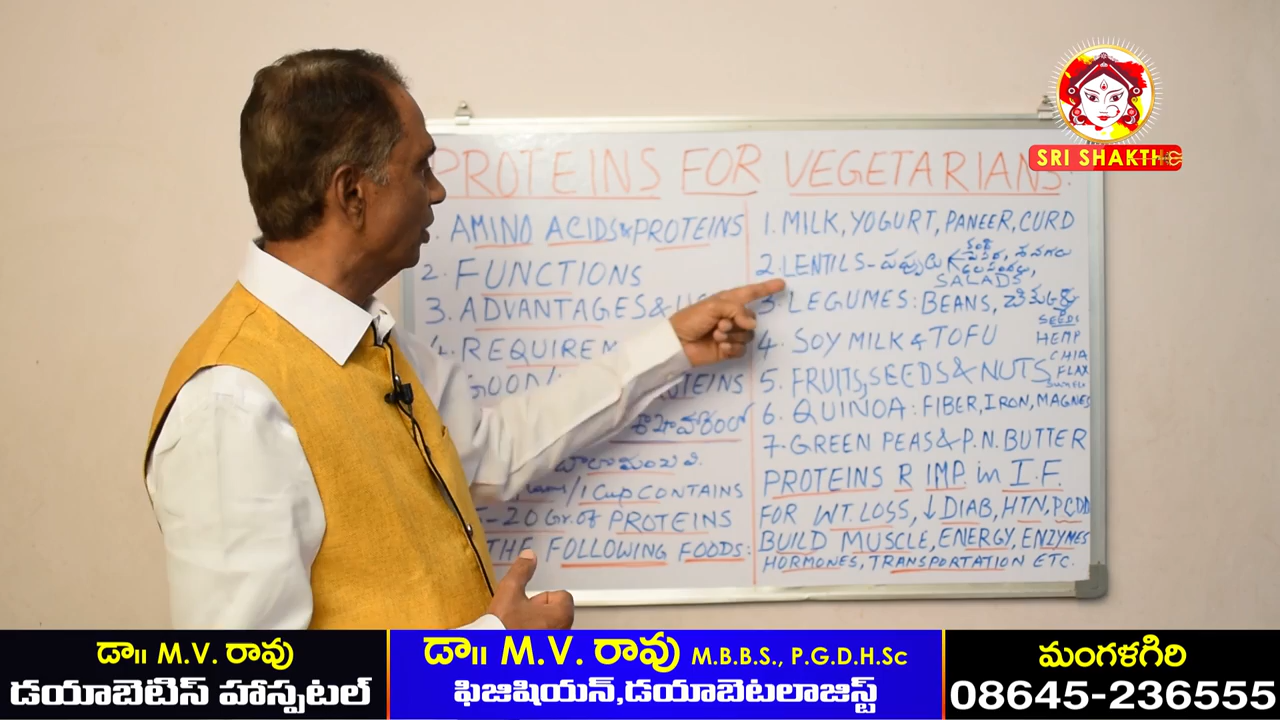 SRI SHAKTHI
PROTEINS FOR VEGETARIANS:
AMINO ACIDS & PROTEINS
2. FUNCTIONS
3. ADVANTAGES &
4. REQUIREM
PROTEINS
శాఖాహారంలో
చాలామంచివి.
/1 CUP CONTAINS
-20 Gr. of PROTEINS
THE FOLLOWING FOODS:
1. MILK, YOGURT, PANEER, CURD
2. LENTILS - పప్పులు కంది పెసర, శనగలు
SALADS
3. LEGUMES: BEANS,
4. SOY MILK & TOFU
5. FRUITS, SEEDS & NUTS
SEEDS
HEMP
CHIA
FLAX
6. QUINOA: FIBER, IRON, MAGNES
7. GREEN PEAS & P.N. BUTTER
PROTEINS R IMP. in I.F.
FOR WT. LOSS, ↓ DIAB, HTN, PCOD
BUILD MUSCLE, ENERGY, ENZYMES
HORMONES, TRANSPORTATION ETC.
డా॥ M.V. రావు
డయాబెటిస్ హాస్పటల్
డా॥ M.V. రావు M.B.B.S., P.G.D.H.Sc
ఫిజిషియన్,డయాబెటలాజిస్ట్
మంగళగిరి
08645-236555